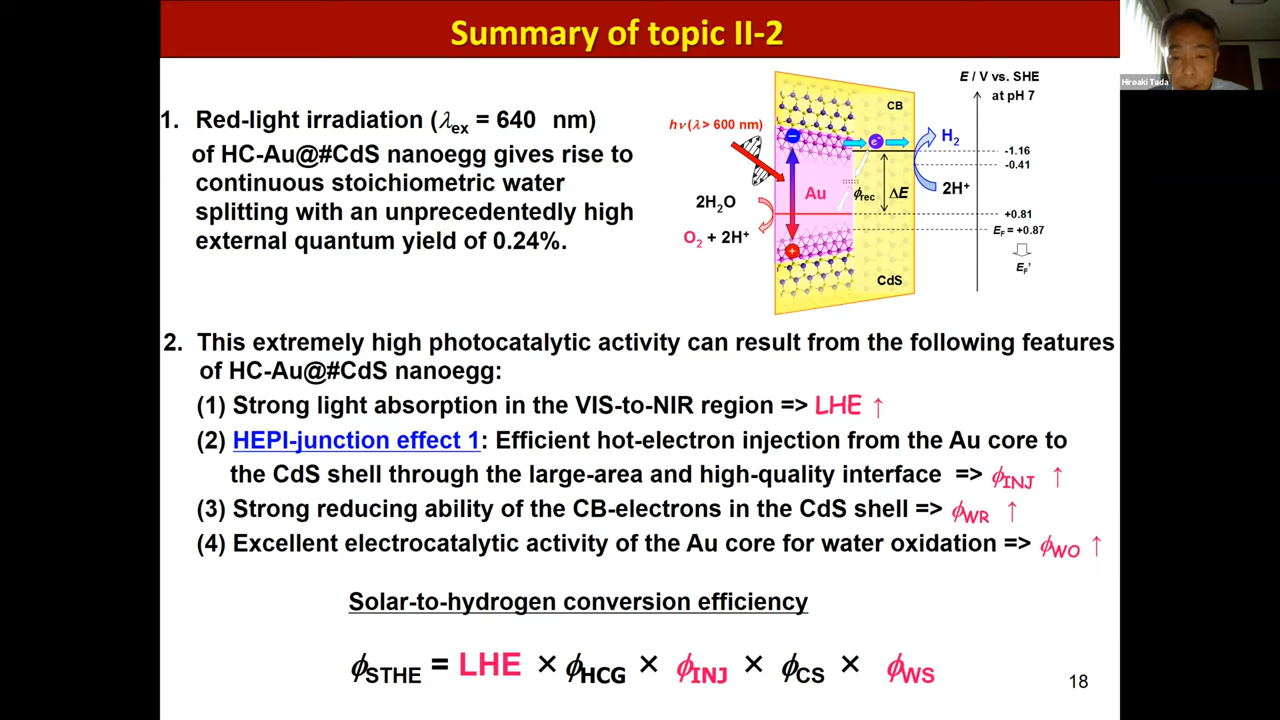 Summary of topic II-2
Hiroaki Tada
1. Red-light irradiation (λex = 640 nm)
of HC-Au@#CdS nanoegg gives rise to
continuous stoichiometric water
splitting with an unprecedentedly high
external quantum yield of 0.24%.
E / V vs. SHE
at pH 7
CB
hν (λ > 600 nm)
−
e-
H2
-1.16
-0.41
Au
ϕrec
ΔE
2H+
2H2O
+0.81
O2 + 2H+
EF = +0.87
+
EF'
CdS
2. This extremely high photocatalytic activity can result from the following features
of HC-Au@#CdS nanoegg:
(1) Strong light absorption in the VIS-to-NIR region => LHE ↑
(2) HEPI-junction effect 1: Efficient hot-electron injection from the Au core to
the CdS shell through the large-area and high-quality interface => ϕINJ ↑
(3) Strong reducing ability of the CB-electrons in the CdS shell => ϕWR ↑
(4) Excellent electrocatalytic activity of the Au core for water oxidation => ϕWO ↑
Solar-to-hydrogen conversion efficiency
ϕSTHE = LHE × ϕHCG × ϕINJ × ϕCS × ϕWS
18